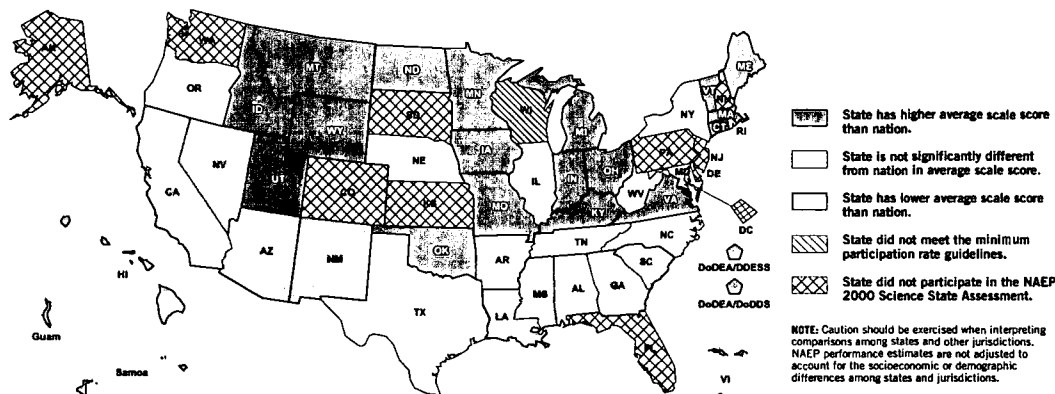 AK
WA
MT
ND
MN
ME
OR
ID
WY
SD
WI
MI
VT
NH
NY
MA
CT
RI
NV
UT
NE
IA
PA
NJ
CA
CO
KS
MO
IL
IN
OH
WV
VA
MD
DE
KY
DC
AZ
NM
OK
AR
TN
NC
SC
MS
AL
GA
TX
LA
FL
HI
Guam
Samoa
VI
DoDEA/DDESS
DoDEA/DoDDS
State has higher average scale score
than nation.
State is not significantly different
from nation in average scale score.
State has lower average scale score
than nation.
State did not meet the minimum
participation rate guidelines.
State did not participate in the NAEP
2000 Science State Assessment.
NOTE: Caution should be exercised when interpreting
comparisons among states and other jurisdictions.
NAEP performance estimates are not adjusted to
account for the socioeconomic or demographic
differences among states and jurisdictions.